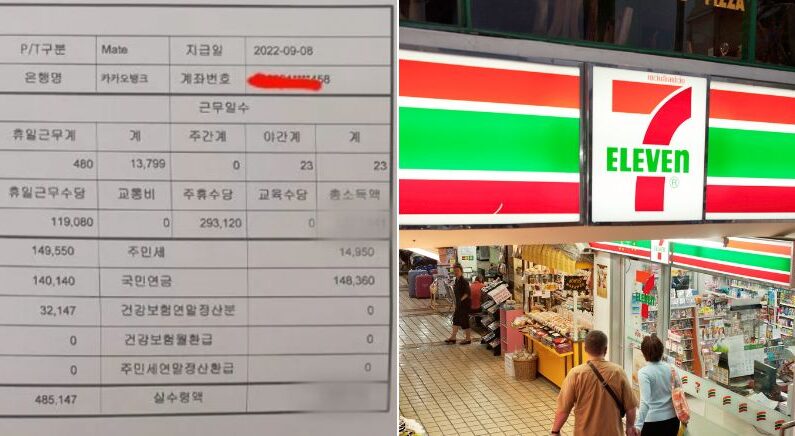 P/T구분 Mate 지급일 2022-09-08
은행명 카카오뱅크 계좌번호 458
근무일수
휴일근무계 계 주간계 야간계 계
480 13,799 0 23 23
휴일근무수당 교통비 주휴수당 교육수당 총소득액
119,080 0 293,120 0
149,550 주민세 14,950
140,140 국민연금 148,360
32,147 건강보험연말정산분 0
0 건강보험월환급 0
0 주민세연말정산환급 0
485,147 실수령액
PIZZA
7
ELEVEn
®